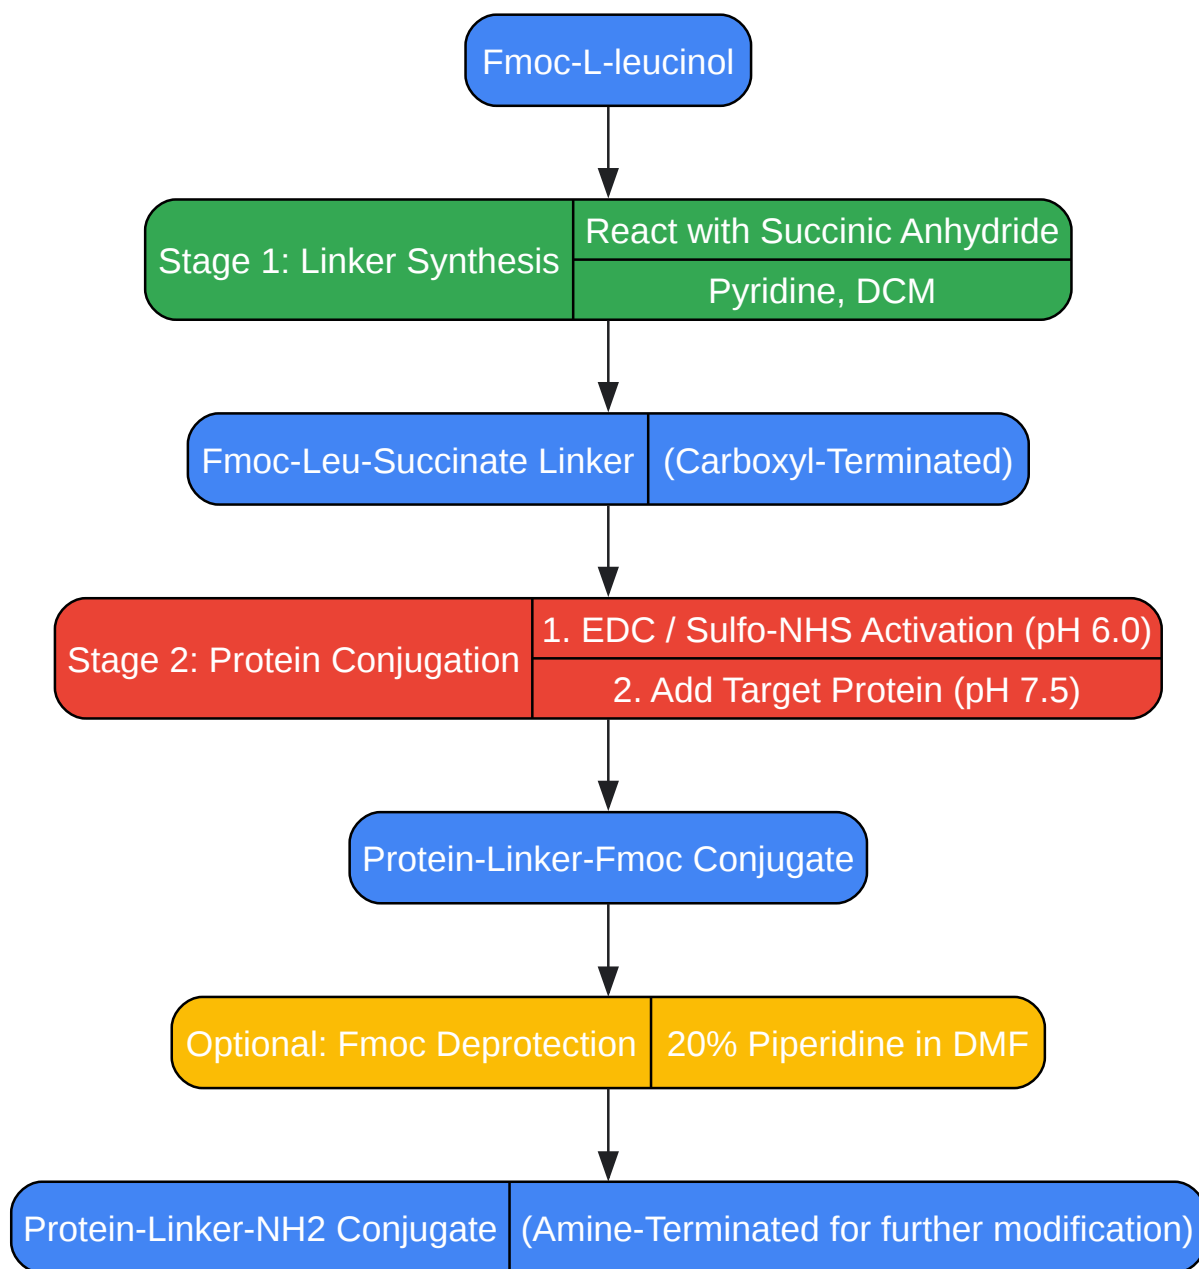 Fmoc-L-leucinol
Stage 1: Linker Synthesis
React with Succinic Anhydride
Pyridine, DCM
Fmoc-Leu-Succinate Linker
(Carboxyl-Terminated)
Stage 2: Protein Conjugation
1. EDC / Sulfo-NHS Activation (pH 6.0)
2. Add Target Protein (pH 7.5)
Protein-Linker-Fmoc Conjugate
Optional: Fmoc Deprotection
20% Piperidine in DMF
Protein-Linker-NH2 Conjugate
(Amine-Terminated for further modification)